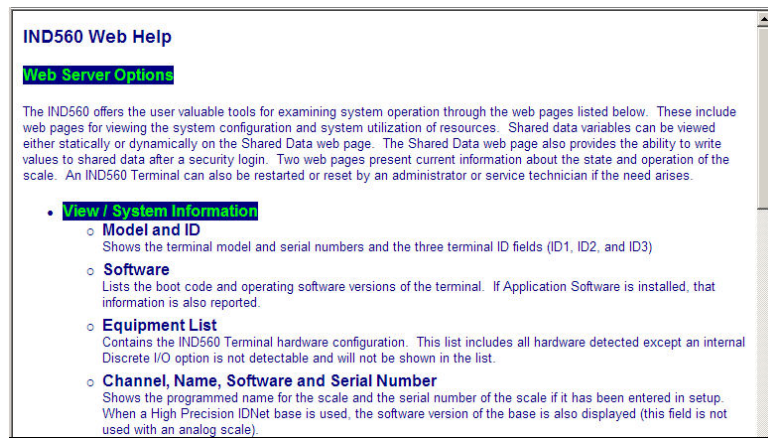 IND560 Web Help
Web Server Options
The IND560 offers the user valuable tools for examining system operation through the web pages listed below. These include
web pages for viewing the system configuration and system utilization of resources. Shared data variables can be viewed
either statically or dynamically on the Shared Data web page. The Shared Data web page also provides the ability to write
values to shared data after a security login. Two web pages present current information about the state and operation of the
scale. An IND560 Terminal can also be restarted or reset by an administrator or service technician if the need arises.
• View / System Information
o Model and ID
Shows the terminal model and serial numbers and the three terminal ID fields (ID1, ID2, and ID3)
o Software
Lists the boot code and operating software versions of the terminal. If Application Software is installed, that
information is also reported.
o Equipment List
Contains the IND560 Terminal hardware configuration. This list includes all hardware detected except an internal
Discrete I/O option is not detectable and will not be shown in the list.
o Channel, Name, Software and Serial Number
Shows the programmed name for the scale and the serial number of the scale if it has been entered in setup.
When a High Precision IDNet base is used, the software version of the base is also displayed (this field is not
used with an analog scale).